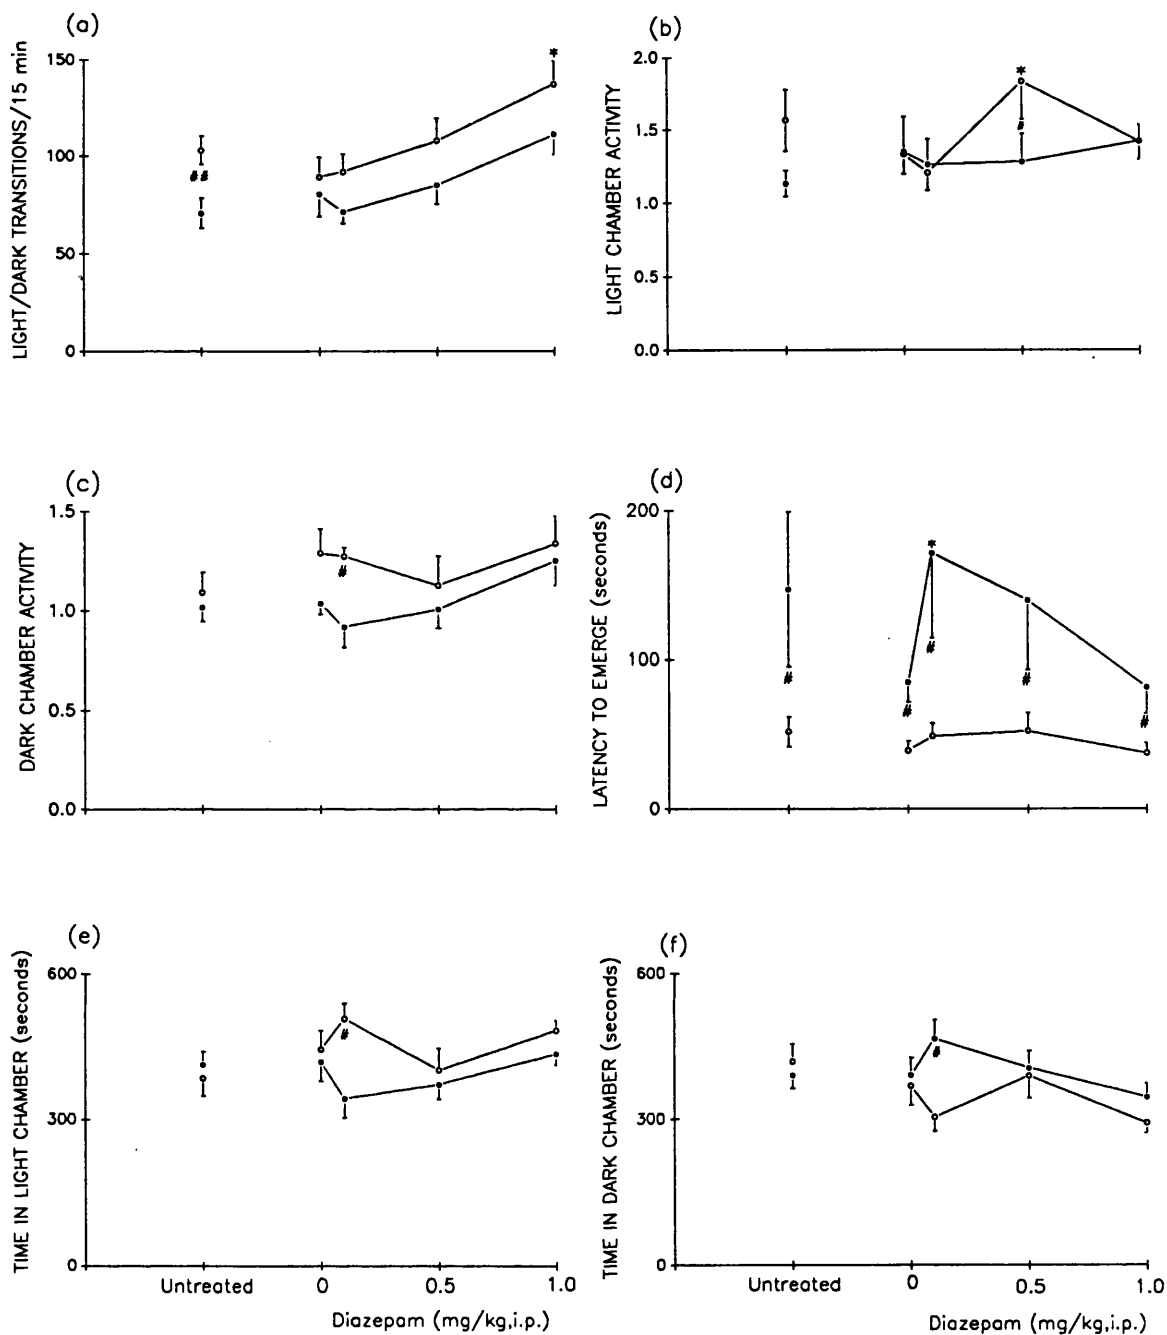 (a)
LIGHT/DARK TRANSITIONS/15 min
150
100
50
0
*
##
(b)
LIGHT CHAMBER ACTIVITY
2.0
1.5
1.0
0.5
0.0
*
#
(c)
DARK CHAMBER ACTIVITY
1.5
1.0
0.5
0.0
#
(d)
LATENCY TO EMERGE (seconds)
200
100
0
*
#
#
#
#
#
(e)
TIME IN LIGHT CHAMBER (seconds)
600
300
0
#
Untreated 0 0.5 1.0
Diazepam (mg/kg,i.p.)
(f)
TIME IN DARK CHAMBER (seconds)
600
300
0
#
Untreated 0 0.5 1.0
Diazepam (mg/kg,i.p.)